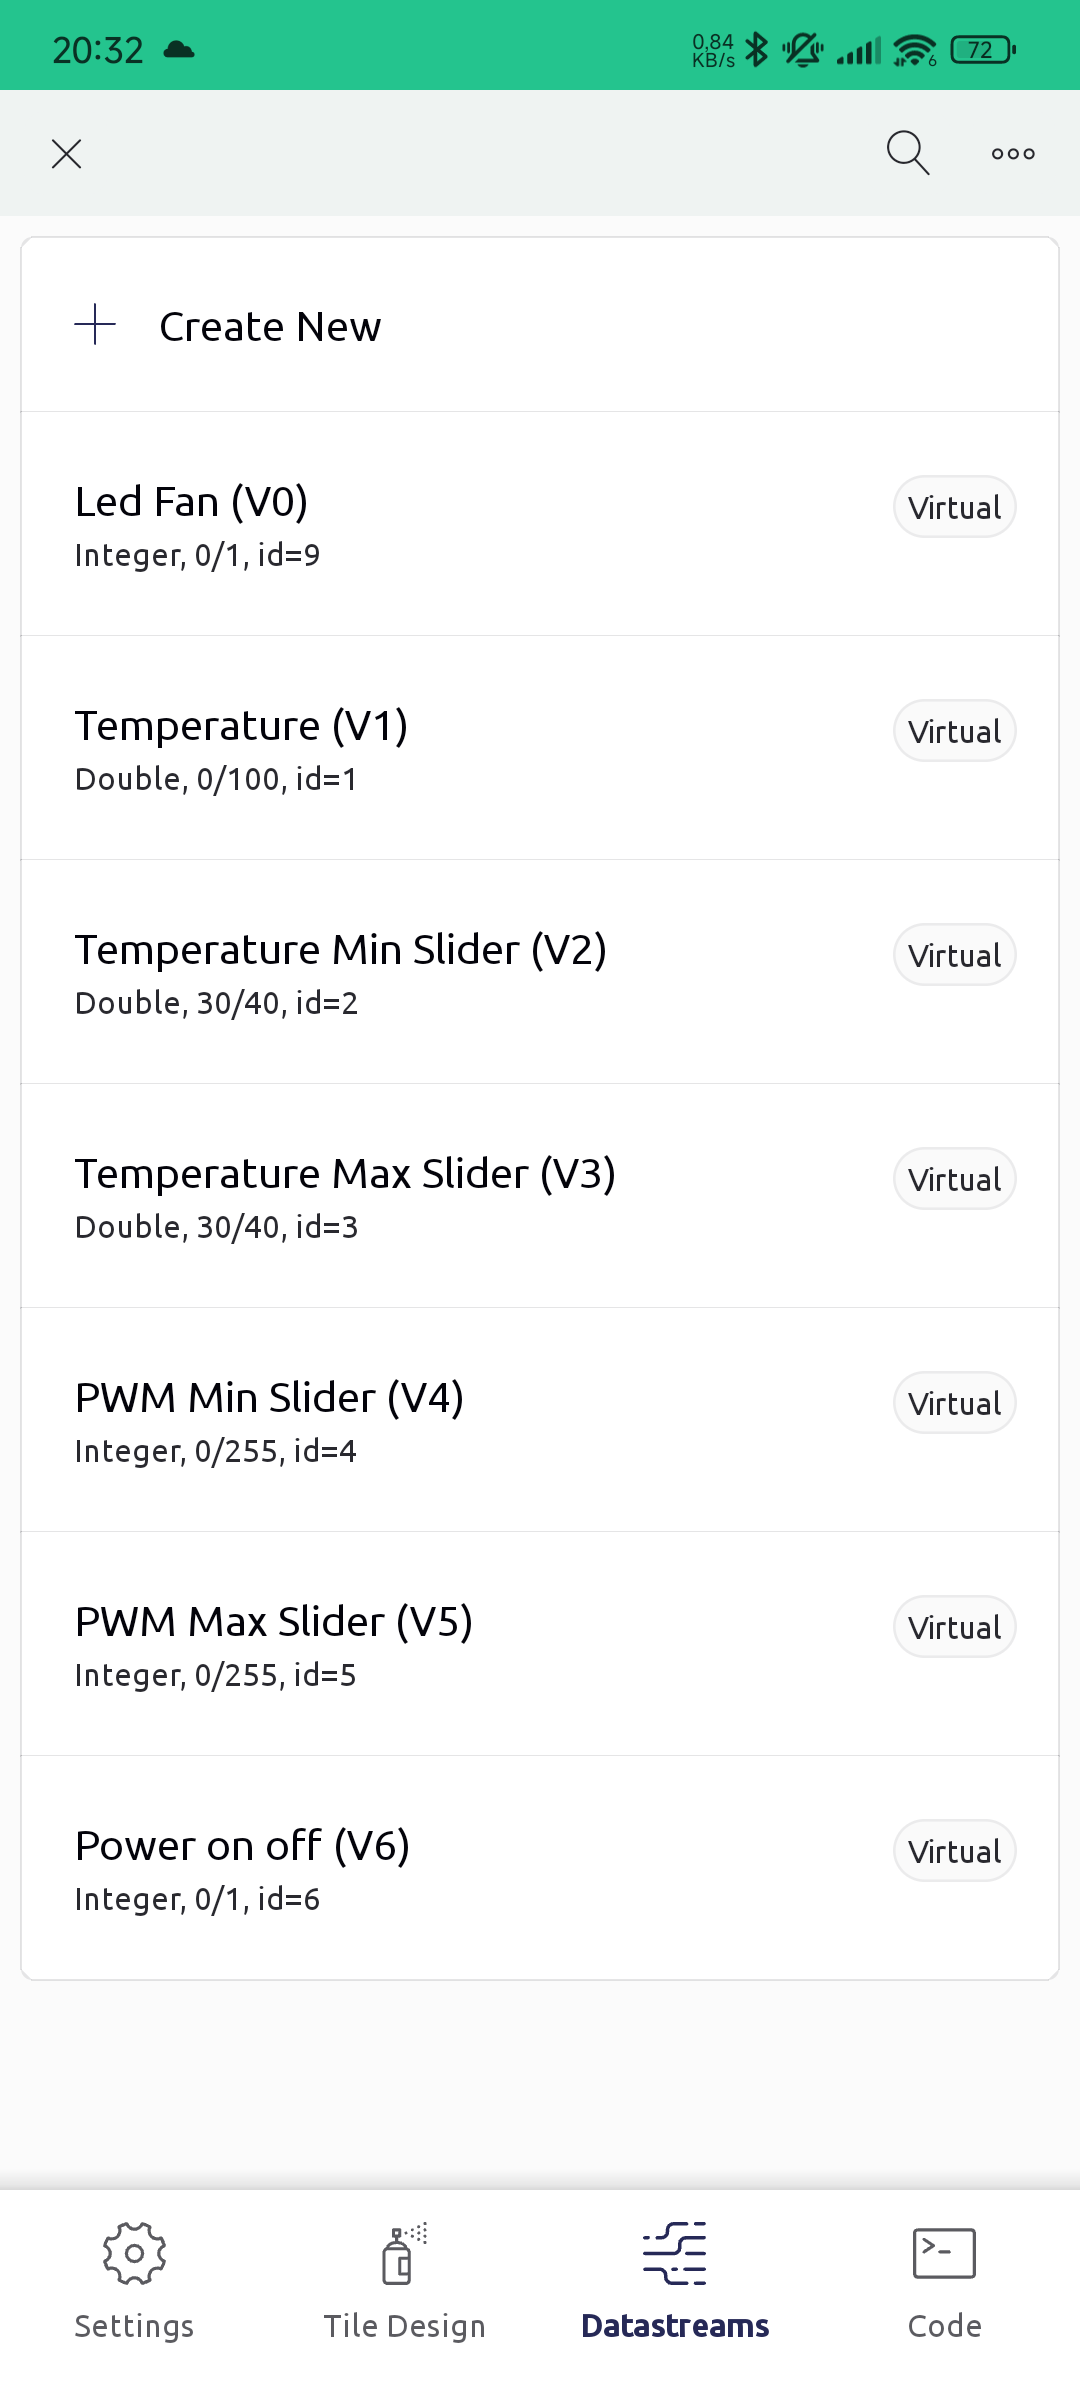 20:32
0,84
KB/s
6
72
Create New
Led Fan (V0)
Virtual
Integer, 0/1, id=9
Temperature (V1)
Virtual
Double, 0/100, id=1
Temperature Min Slider (V2)
Virtual
Double, 30/40, id=2
Temperature Max Slider (V3)
Virtual
Double, 30/40, id=3
PWM Min Slider (V4)
Virtual
Integer, 0/255, id=4
PWM Max Slider (V5)
Virtual
Integer, 0/255, id=5
Power on off (V6)
Virtual
Integer, 0/1, id=6
Settings
Tile Design
Datastreams
Code